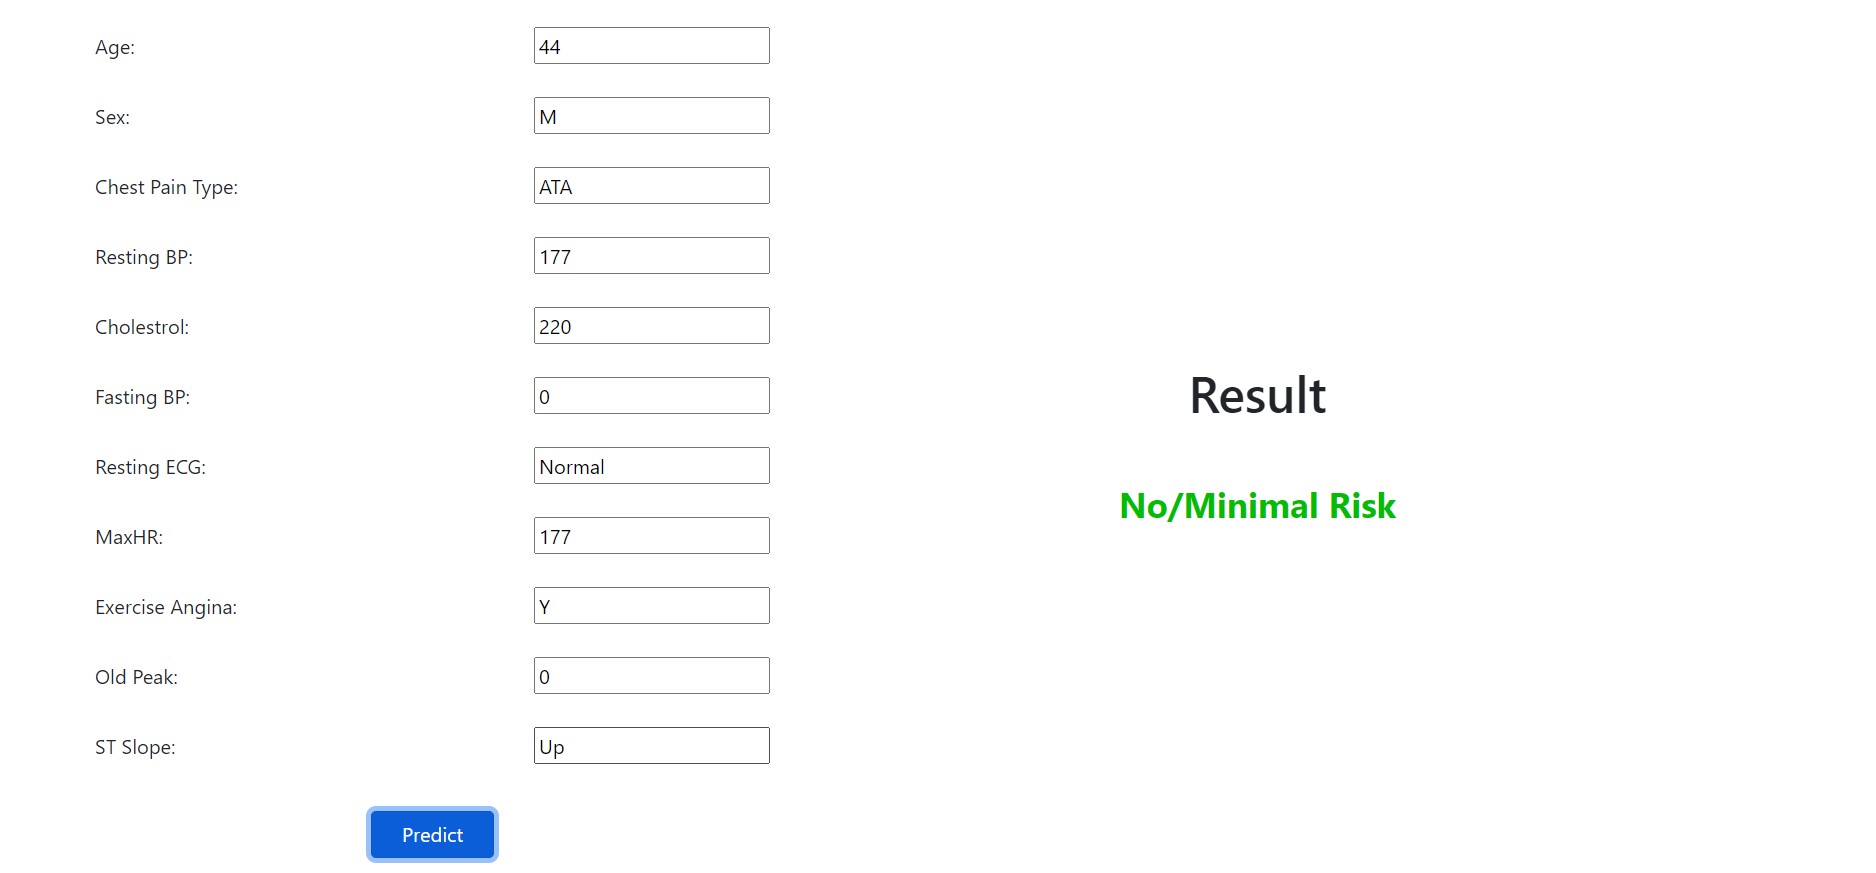 Age: 44
Sex: M
Chest Pain Type: ATA
Resting BP: 177
Cholestrol: 220
Fasting BP: 0
Resting ECG: Normal
MaxHR: 177
Exercise Angina: Y
Old Peak: 0
ST Slope: Up
Predict
Result
No/Minimal Risk